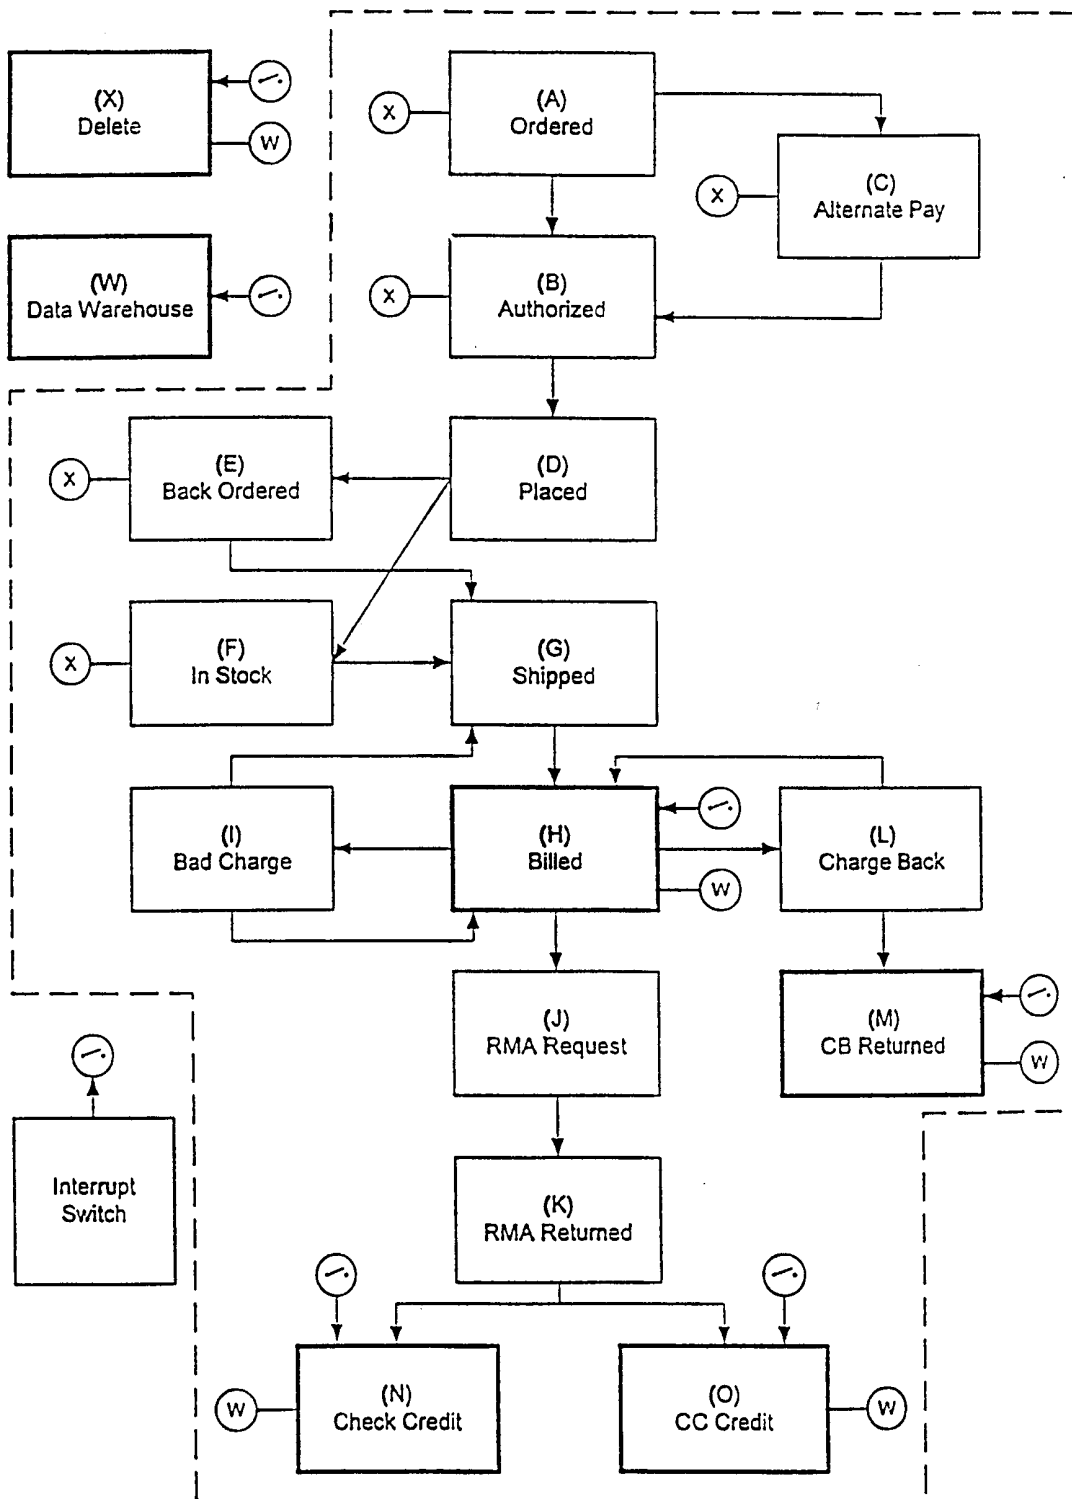 (X)
Delete
W
(W)
Data Warehouse
X
(A)
Ordered
X
(C)
Alternate Pay
X
(B)
Authorized
X
(E)
Back Ordered
(D)
Placed
X
(F)
In Stock
(G)
Shipped
(I)
Bad Charge
(H)
Billed
W
(L)
Charge Back
(J)
RMA Request
(M)
CB Returned
W
Interrupt
Switch
(K)
RMA Returned
W
(N)
Check Credit
(O)
CC Credit
W